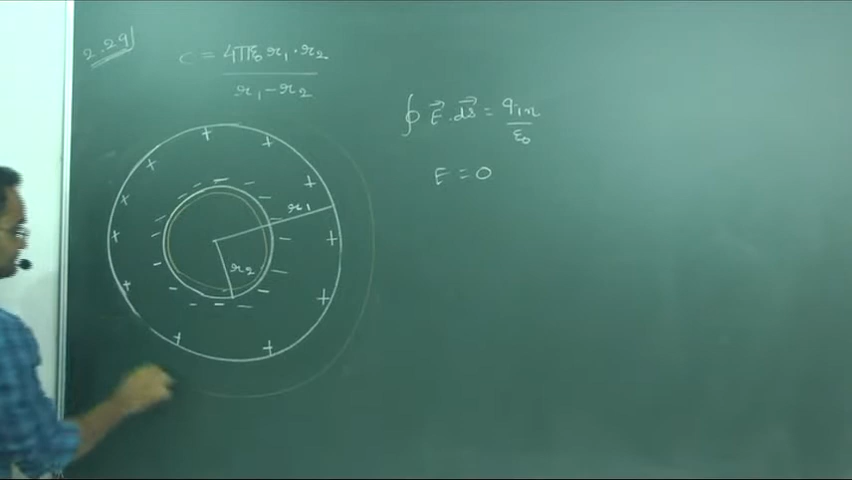 2.29
C = 4πε₀ r₁·r₂ / r₁-r₂
∮ E⃗.ds⃗ = q_in / ε₀
E = 0
+ + + + + + + + + + + +
- - - - - - - - - - - - - - - -
r₁
r₂